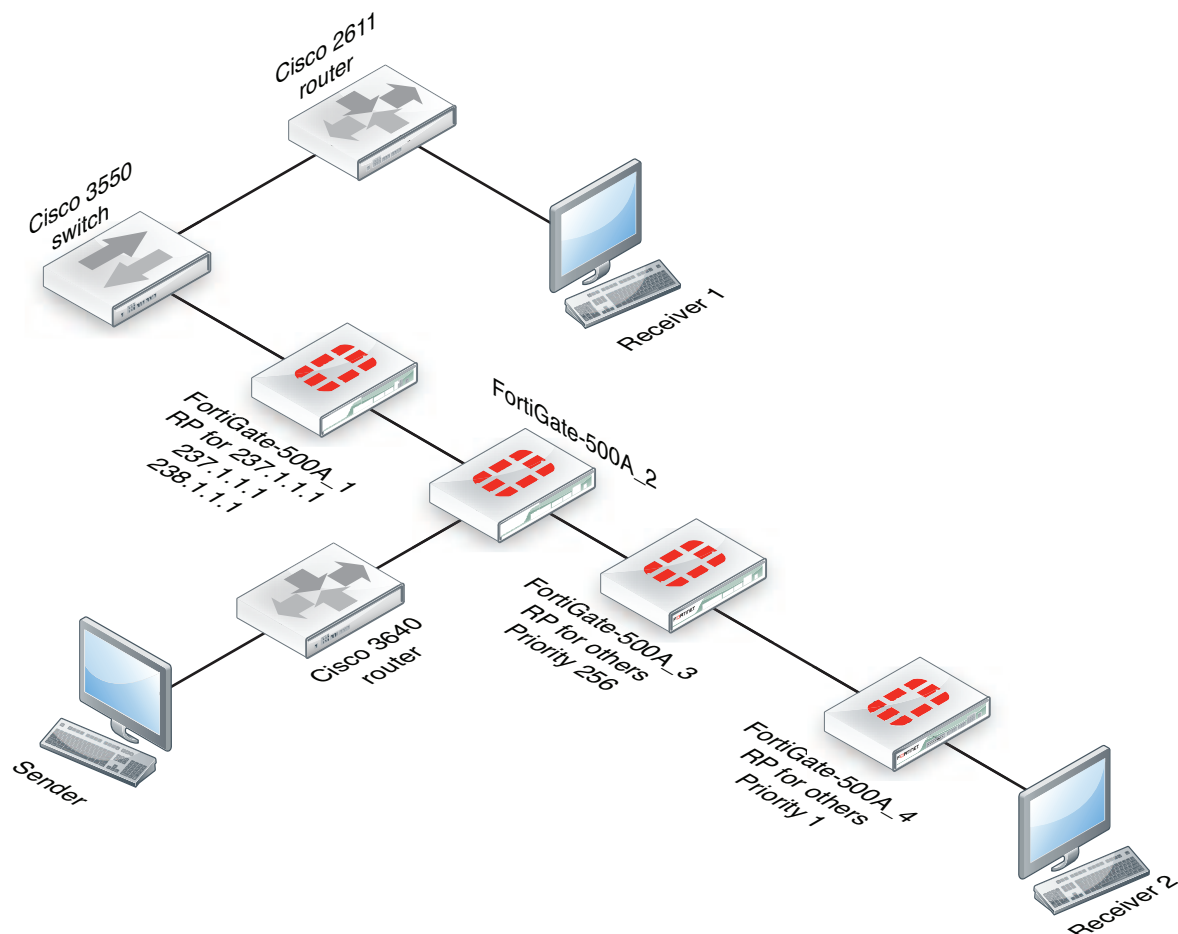 Cisco 2611
router
Cisco 3550
switch
Receiver 1
FortiGate-500A_1
RP for 237.1.1.1
237.1.1.1
238.1.1.1
FortiGate-500A_2
FortiGate-500A_3
RP for others
Priority 256
Cisco 3640
router
Sender
FortiGate-500A_4
RP for others
Priority 1
Receiver 2